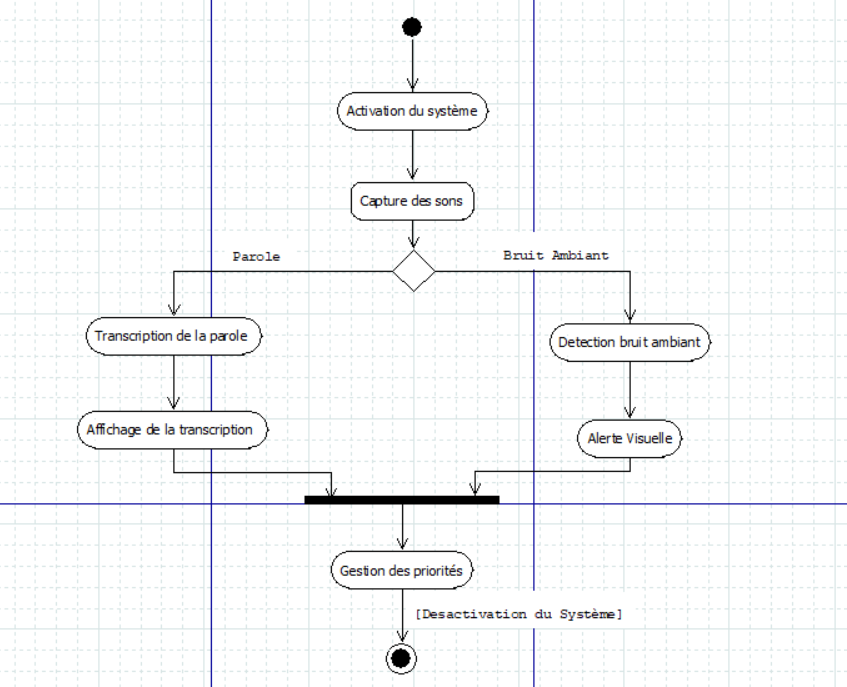 Activation du système
Capture des sons
Parole
Bruit Ambiant
Transcription de la parole
Detection bruit ambiant
Affichage de la transcription
Alerte Visuelle
Gestion des priorités
[Desactivation du Système]